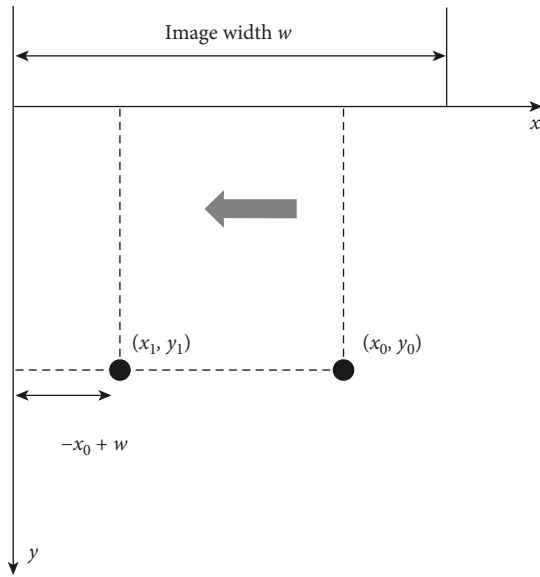 Image width w
x
(x₁, y₁)
(x₀, y₀)
−x₀ + w
y